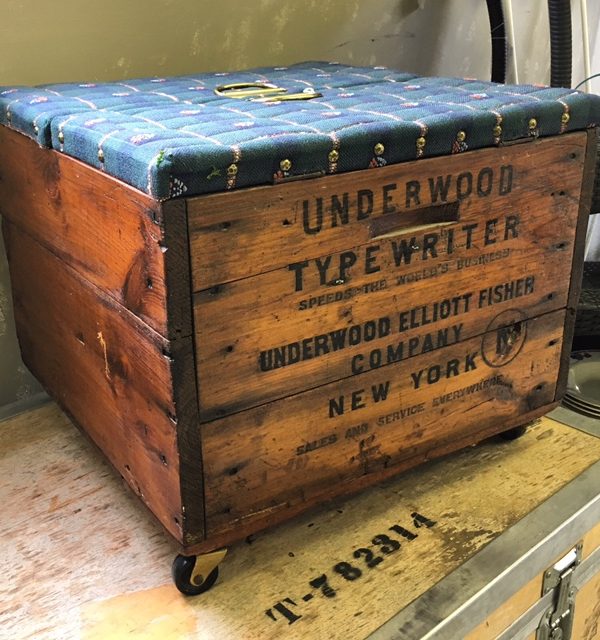 UNDERWOOD
TYPEWRITER
SPEEDS THE WORLD'S BUSINESS
UNDERWOOD ELLIOTT FISHER
COMPANY
NEW YORK N
SALES AND SERVICE EVERYWHERE
T-782314